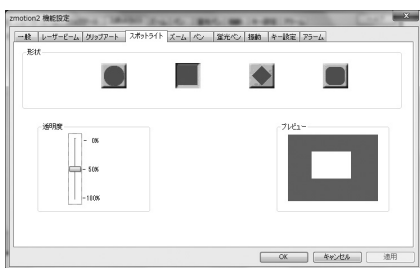 zmotion2 機能設定
一般 レーザービーム クリップアート スポットライト ズーム ペン 蛍光ペン 振動 キー設定 アラーム
形状
透明度
プレビュー
- 0%
- 50%
-100%
OK キャンセル 適用